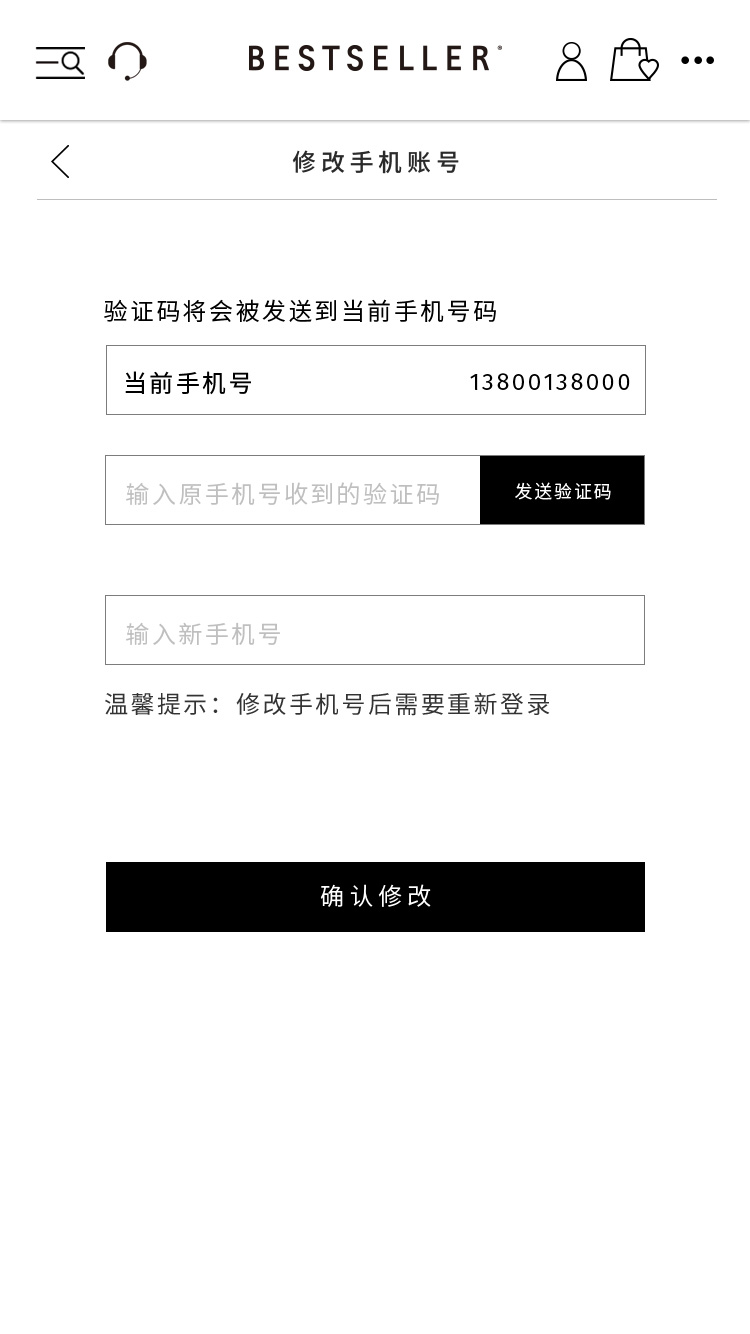 BESTSELLER
修改手机账号
验证码将会被发送到当前手机号码
当前手机号 13800138000
输入原手机号收到的验证码 发送验证码
输入新手机号
温馨提示：修改手机号后需要重新登录
确认修改